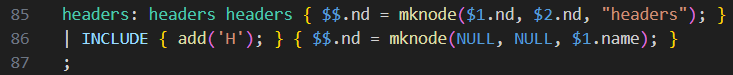 85 headers: headers headers { $$.nd = mknode($1.nd, $2.nd, "headers"); }
86 | INCLUDE { add('H'); } { $$.nd = mknode(NULL, NULL, $1.name); }
87 ;